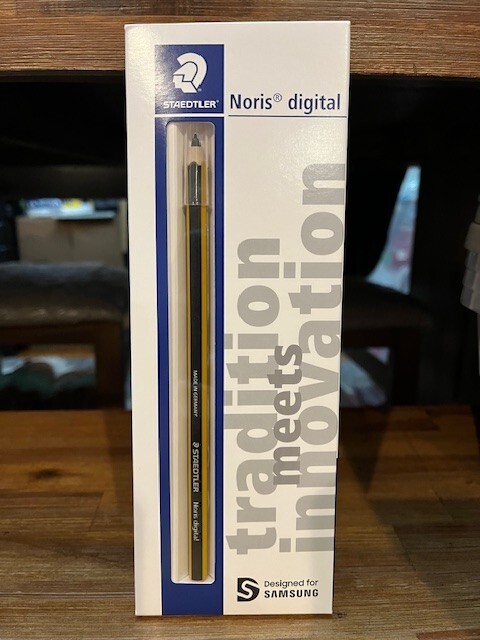 STAEDTLER®
Noris® digital
MADE IN GERMANY
STAEDTLER
Noris digital
tradition
meets
innovation
Designed for
SAMSUNG